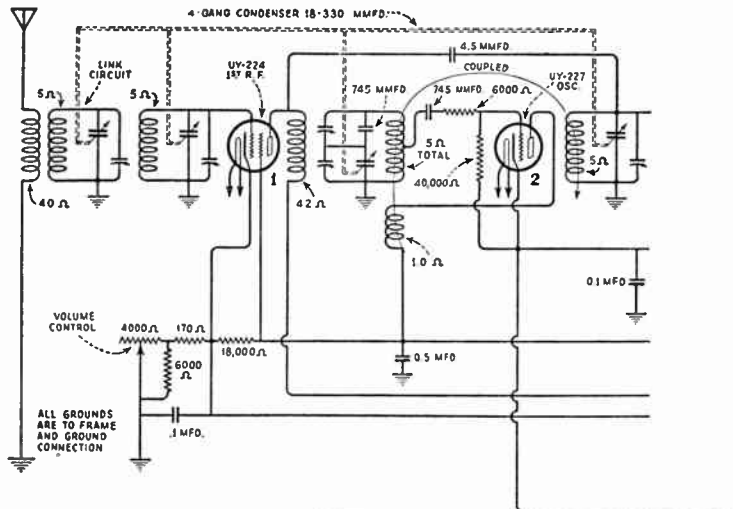 4-GANG CONDENSER 18-330 MMFD.
LINK
CIRCUIT
UY-224
1ST R.F.
4.5 MMFD
COUPLED
5Ω
5Ω
745 MMFD
745 MMFD.
6000Ω
UY-227
OSC.
5Ω
TOTAL
40,000Ω
5Ω
1
2
40Ω
42Ω
1.0Ω
0.1 MFD
VOLUME
CONTROL
4000Ω
170Ω
18,000Ω
6000
Ω
0.5 MFD
ALL GROUNDS
ARE TO FRAME
AND GROUND
CONNECTION
.1 MFD.